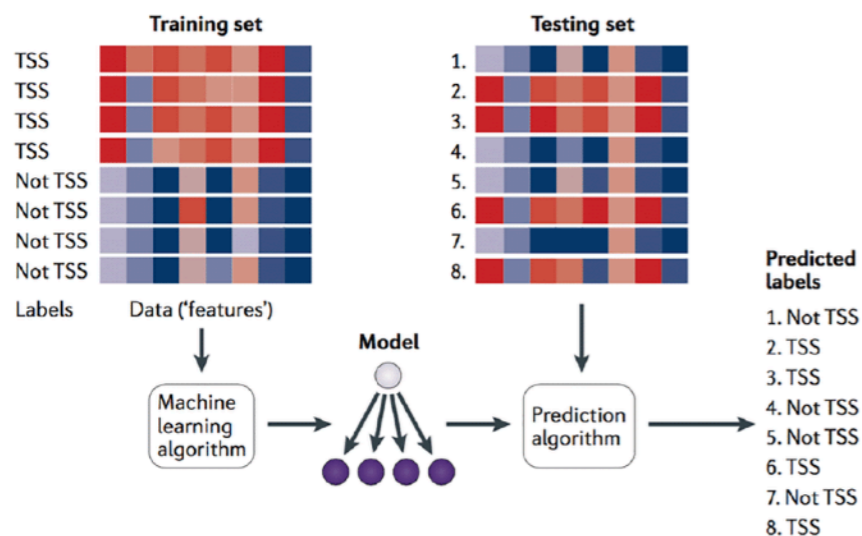 Training set
TSS
TSS
TSS
TSS
Not TSS
Not TSS
Not TSS
Not TSS
Labels
Data ('features')
Testing set
1.
2.
3.
4.
5.
6.
7.
8.
Machine
learning
algorithm
Model
Prediction
algorithm
Predicted
labels
1. Not TSS
2. TSS
3. TSS
4. Not TSS
5. Not TSS
6. TSS
7. Not TSS
8. TSS